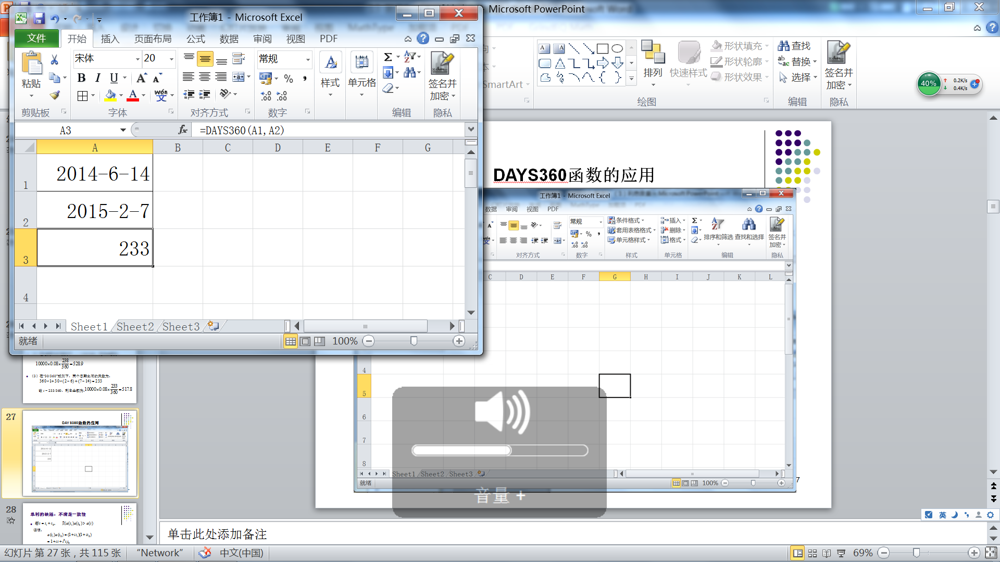 工作簿1 - Microsoft Excel
- Microsoft PowerPoint
文件 开始 插入 页面布局 公式 数据 审阅 视图 PDF
宋体 20 常规
粘贴 样式 单元格 签名并加密
B I U A A wén 文 %
剪贴板 字体 对齐方式 数字 编辑 隐私
SmartArt 排列 快速样式 形状填充 形状轮廓 形状效果
查找 替换 选择 签名并加密
绘图 编辑 隐私
40% 0.2K/s
0.4K/s
A3 fx =DAYS360(A1,A2)
A B C D E F G
1 2014-6-14
2 2015-2-7
3 233
4
Sheet1 Sheet2 Sheet3
就绪 100%
DAYS360函数的应用
工作簿1 - Microsoft Excel
数据 审阅 视图 PDF
常规 条件格式 插入
套用表格格式 删除 排序和筛选 查找和选择 签名并加密
单元格样式 格式
对齐方式 数字 样式 单元格 编辑 隐私
C D E F G H I J K L
4
5
6
7
8
Sheet1 Sheet2 Sheet3
就绪 100%
7
音量 +
10000×0.08×238/360=528.9
(3)在“30/360”规则下，两个日期之间的天数为：
360×1+30×(2-6)+(7-14)=233
故 t=233/360，利息金额为,10000×0.08×233/360=517.8
27
DAYS360函数的应用
28
单利的缺陷：不满足一致性
证明：
英
单击此处添加备注
幻灯片 第 27 张，共 115 张 “Network” 中文(中国) 69%